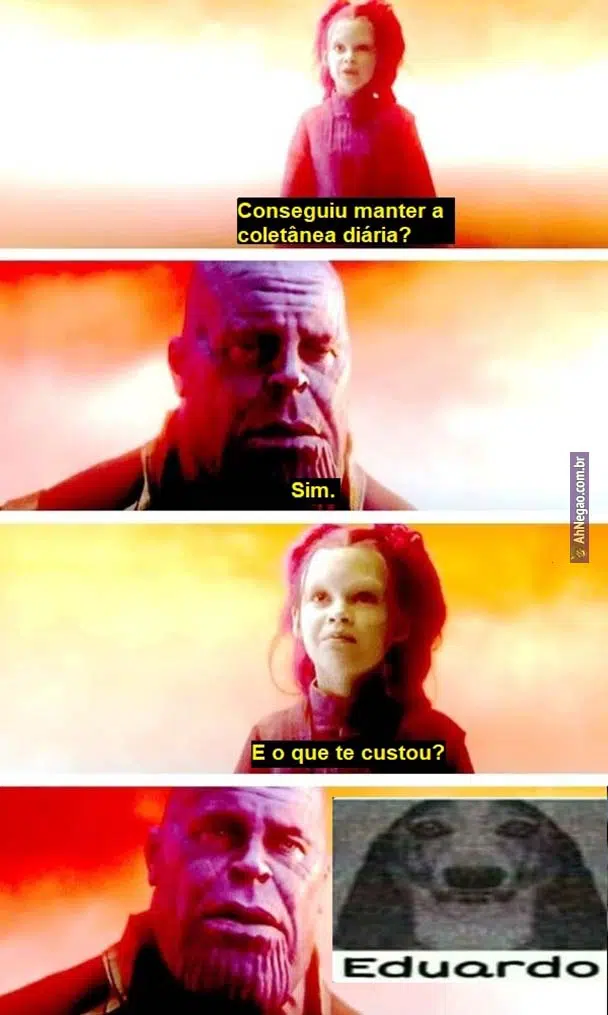 Conseguiu manter a
coletânea diária?
Sim.
AhNegao.com.br
E o que te custou?
Eduardo